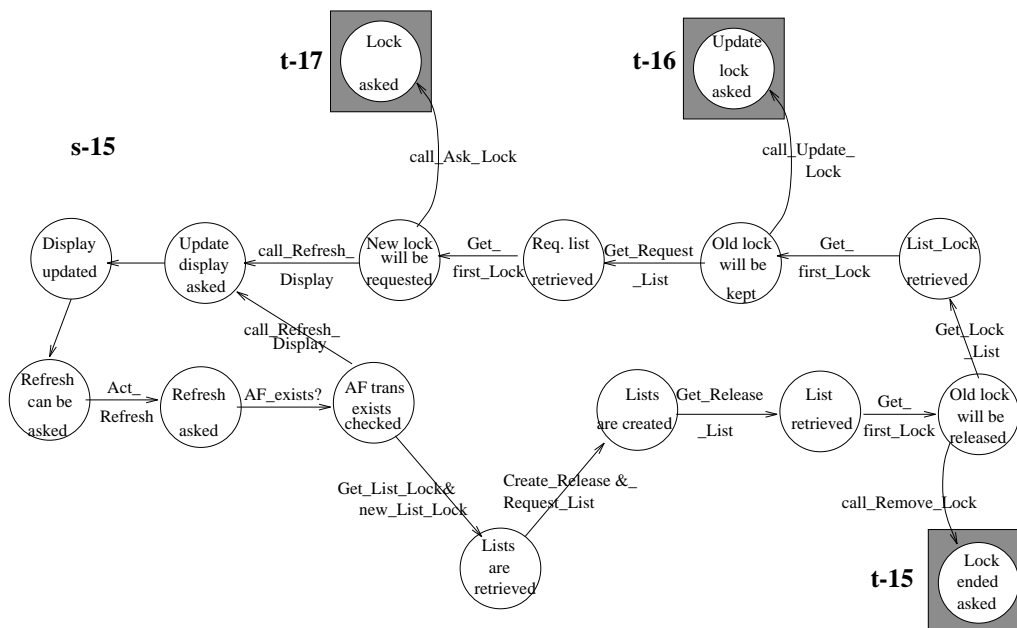 Lock
asked
t-17
Update
lock
asked
t-16
s-15
call_Ask_Lock
call_Update_
Lock
Display
updated
Update
display
asked
call_Refresh_
Display
New lock
will be
requested
Get_
first_Lock
Req. list
retrieved
Get_Request
_List
Old lock
will be
kept
Get_
first_Lock
List_Lock
retrieved
call_Refresh_
Display
Get_Lock
_List
Refresh
can be
asked
Act_
Refresh
Refresh
asked
AF_exists?
AF trans
exists
checked
Lists
are created
Get_Release
_List
List
retrieved
Get_
first_Lock
Old lock
will be
released
Get_List_Lock&
new_List_Lock
Create_Release &_
Request_List
call_Remove_Lock
Lists
are
retrieved
t-15
Lock
ended
asked